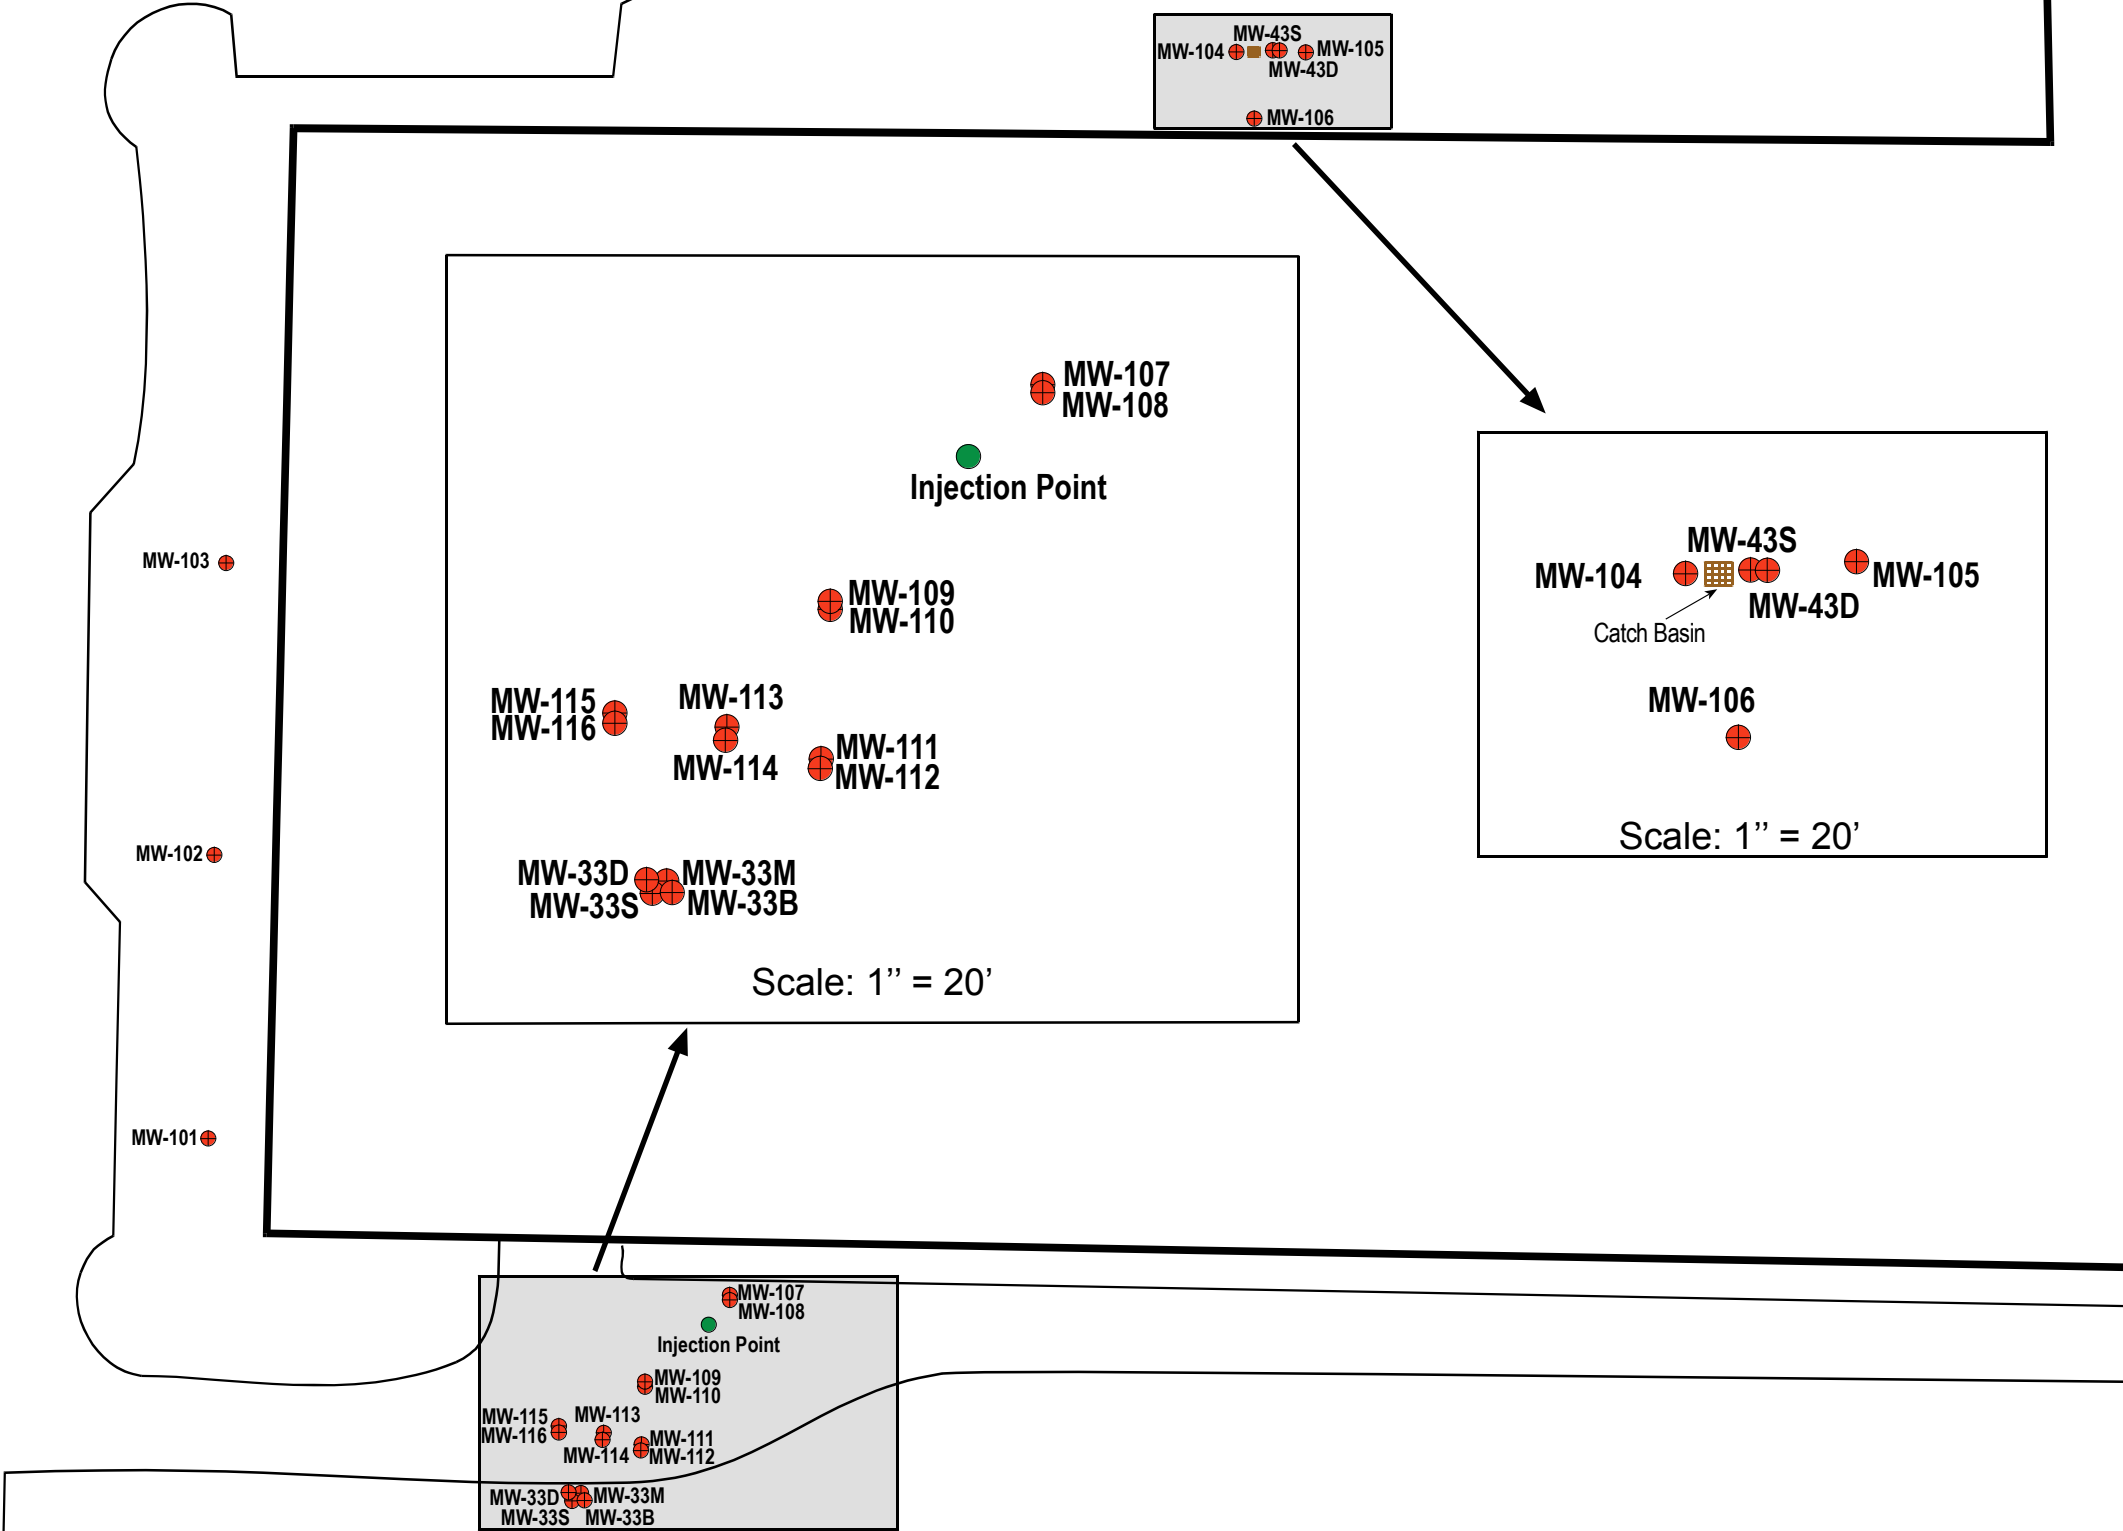 MW-43S
MW-104
MW-105
MW-43D
MW-106
MW-107
MW-108
Injection Point
MW-109
MW-110
MW-115
MW-116
MW-113
MW-114
MW-111
MW-112
MW-33D
MW-33M
MW-33S
MW-33B
Scale: 1’’ = 20’
MW-43S
MW-104
MW-105
MW-43D
Catch Basin
MW-106
Scale: 1’’ = 20’
MW-103
MW-102
MW-101
MW-107
MW-108
Injection Point
MW-109
MW-110
MW-115
MW-116
MW-113
MW-114
MW-111
MW-112
MW-33D
MW-33M
MW-33S
MW-33B